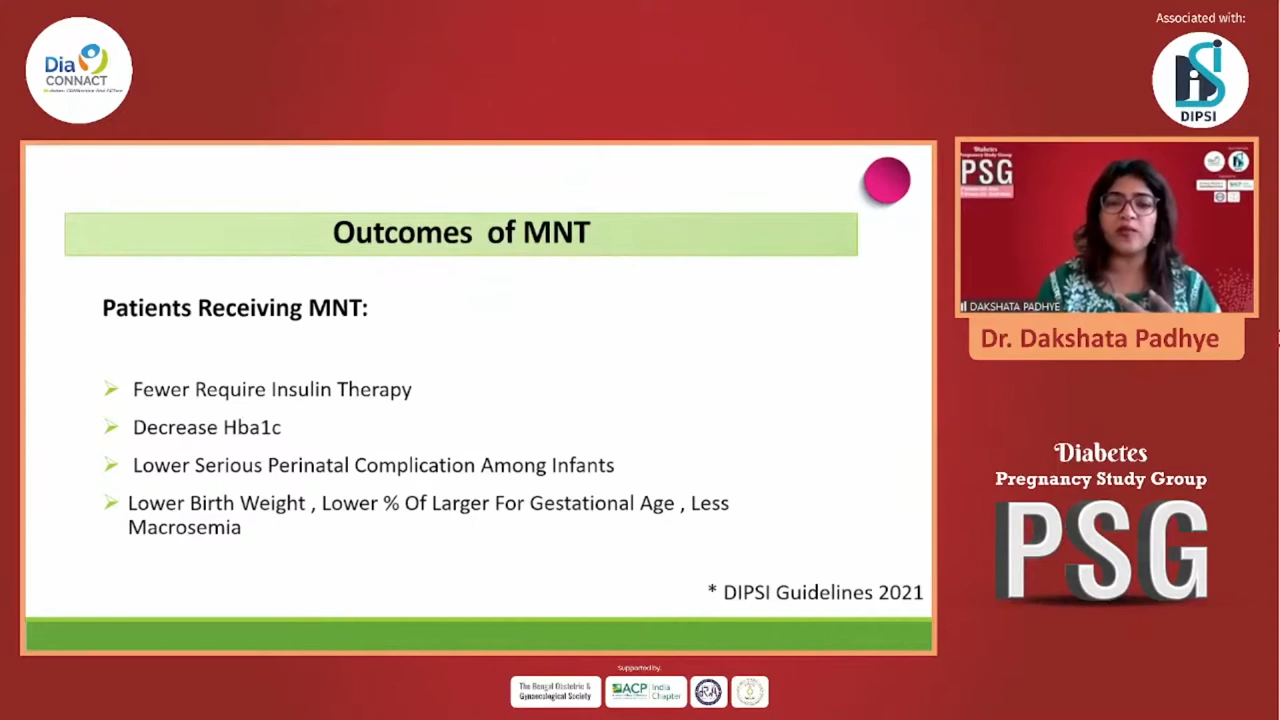 Associated with:
Dia
CONNACT
DIPSI
Outcomes of MNT
Patients Receiving MNT:
Fewer Require Insulin Therapy
Decrease Hba1c
Lower Serious Perinatal Complication Among Infants
Lower Birth Weight , Lower % Of Larger For Gestational Age , Less
Macrosemia
* DIPSI Guidelines 2021
Diabetes
PSG
DAKSHATA PADHYE
Dr. Dakshata Padhye
Diabetes
Pregnancy Study Group
PSG
Supported by:
The Bengal Obstetric &
Gynaecological Society
ACP
India
Chapter